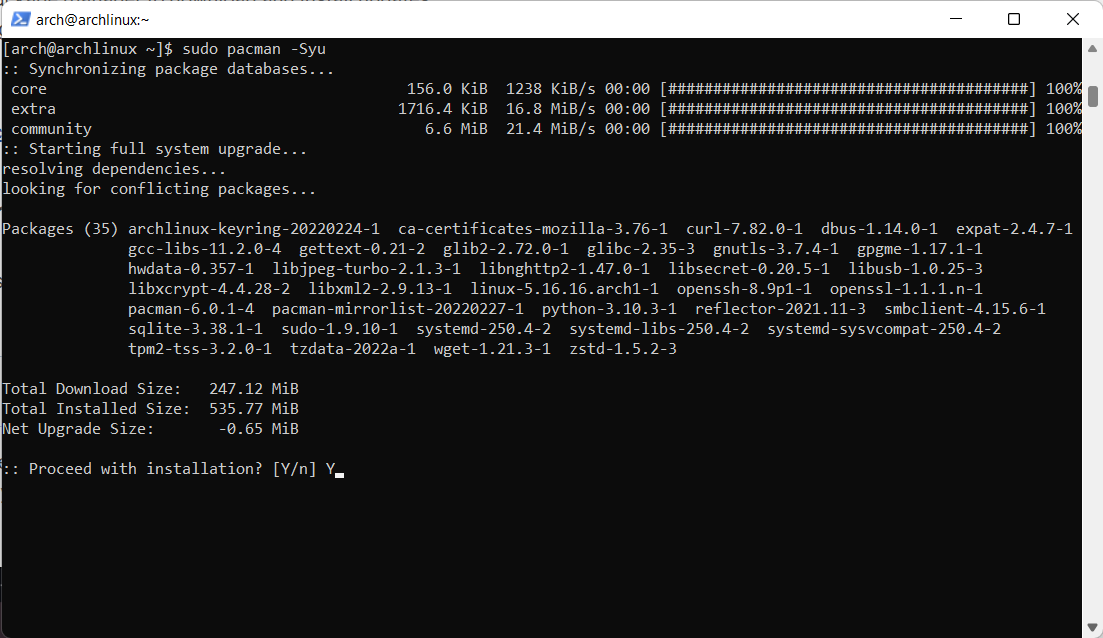 arch@archlinux:~
[arch@archlinux ~]$ sudo pacman -Syu
:: Synchronizing package databases...
core 156.0 KiB 1238 KiB/s 00:00 [########################################] 100%
extra 1716.4 KiB 16.8 MiB/s 00:00 [########################################] 100%
community 6.6 MiB 21.4 MiB/s 00:00 [########################################] 100%
:: Starting full system upgrade...
resolving dependencies...
looking for conflicting packages...
Packages (35) archlinux-keyring-20220224-1 ca-certificates-mozilla-3.76-1 curl-7.82.0-1 dbus-1.14.0-1 expat-2.4.7-1
gcc-libs-11.2.0-4 gettext-0.21-2 glib2-2.72.0-1 glibc-2.35-3 gnutls-3.7.4-1 gpgme-1.17.1-1
hwdata-0.357-1 libjpeg-turbo-2.1.3-1 libnghttp2-1.47.0-1 libsecret-0.20.5-1 libusb-1.0.25-3
libxcrypt-4.4.28-2 libxml2-2.9.13-1 linux-5.16.16.arch1-1 openssh-8.9p1-1 openssl-1.1.1.n-1
pacman-6.0.1-4 pacman-mirrorlist-20220227-1 python-3.10.3-1 reflector-2021.11-3 smbclient-4.15.6-1
sqlite-3.38.1-1 sudo-1.9.10-1 systemd-250.4-2 systemd-libs-250.4-2 systemd-sysvcompat-250.4-2
tpm2-tss-3.2.0-1 tzdata-2022a-1 wget-1.21.3-1 zstd-1.5.2-3
Total Download Size: 247.12 MiB
Total Installed Size: 535.77 MiB
Net Upgrade Size: -0.65 MiB
:: Proceed with installation? [Y/n] Y